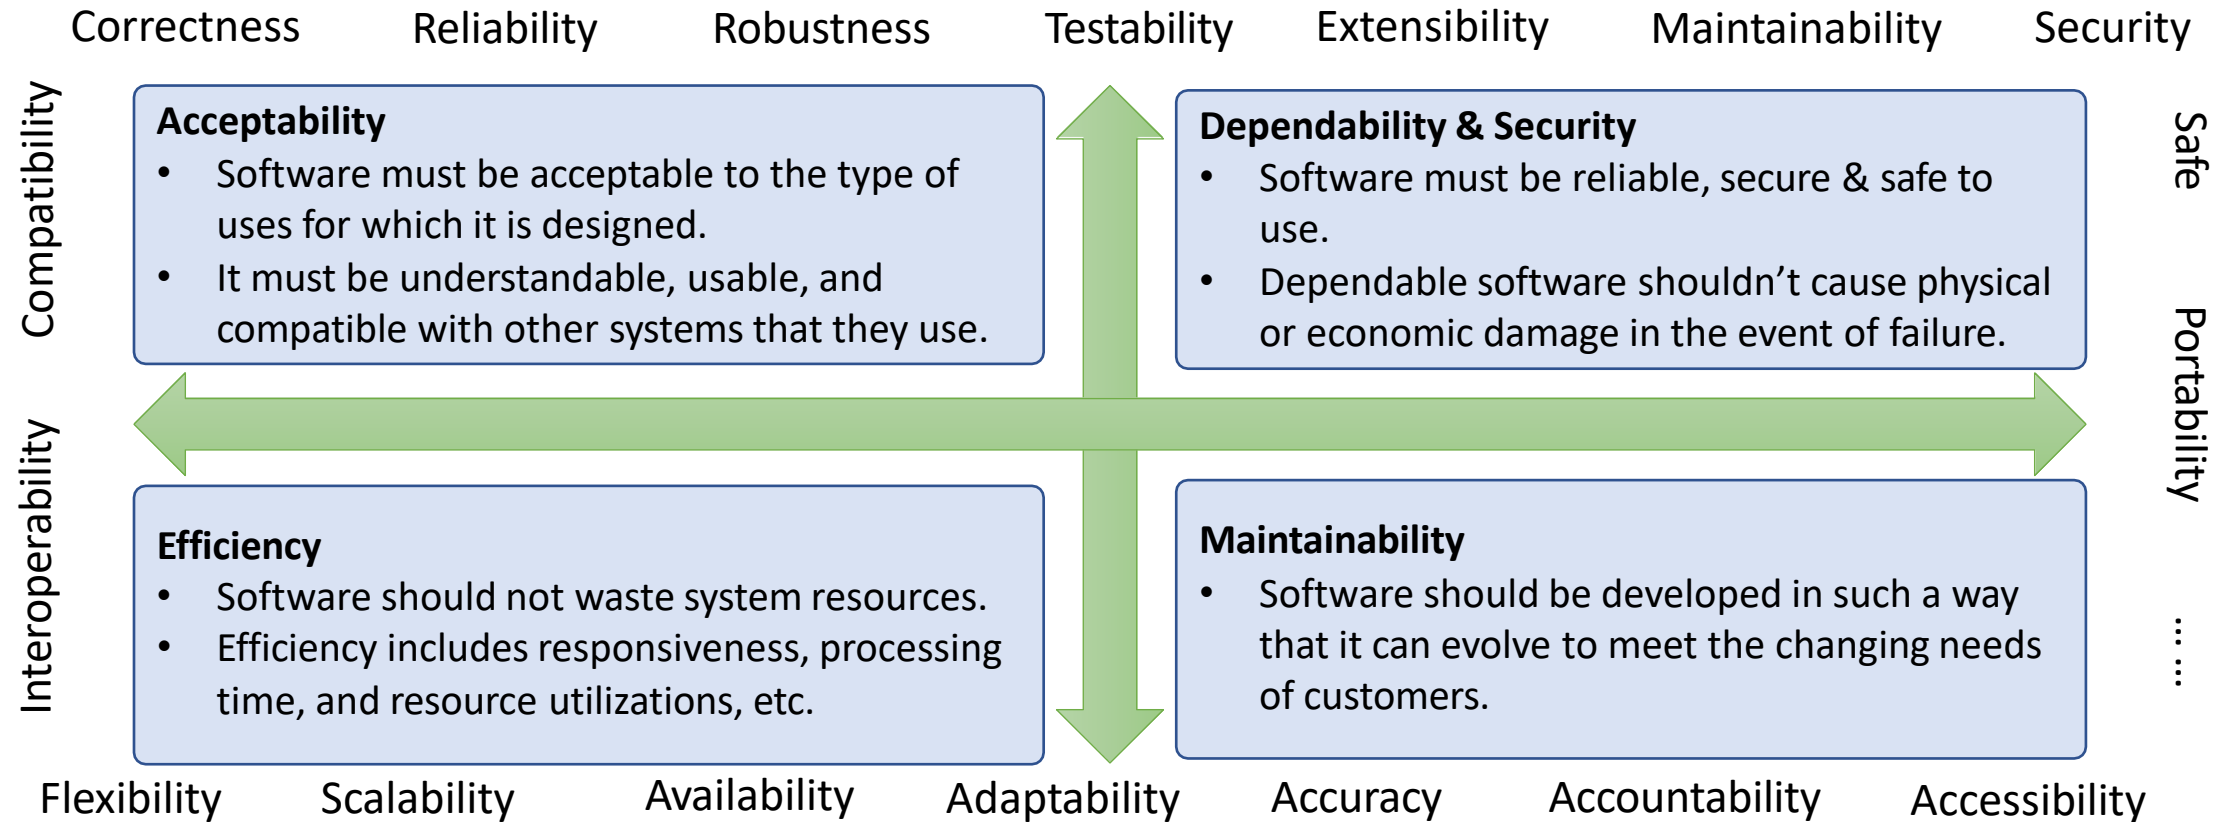 Correctness Reliability Robustness Testability Extensibility Maintainability Security
Compatibility
Interoperability
Acceptability
• Software must be acceptable to the type of
uses for which it is designed.
• It must be understandable, usable, and
compatible with other systems that they use.
Dependability & Security
• Software must be reliable, secure & safe to
use.
• Dependable software shouldn’t cause physical
or economic damage in the event of failure.
Efficiency
• Software should not waste system resources.
• Efficiency includes responsiveness, processing
time, and resource utilizations, etc.
Maintainability
• Software should be developed in such a way
that it can evolve to meet the changing needs
of customers.
Safe
Portability
... ...
Flexibility Scalability Availability Adaptability Accuracy Accountability Accessibility